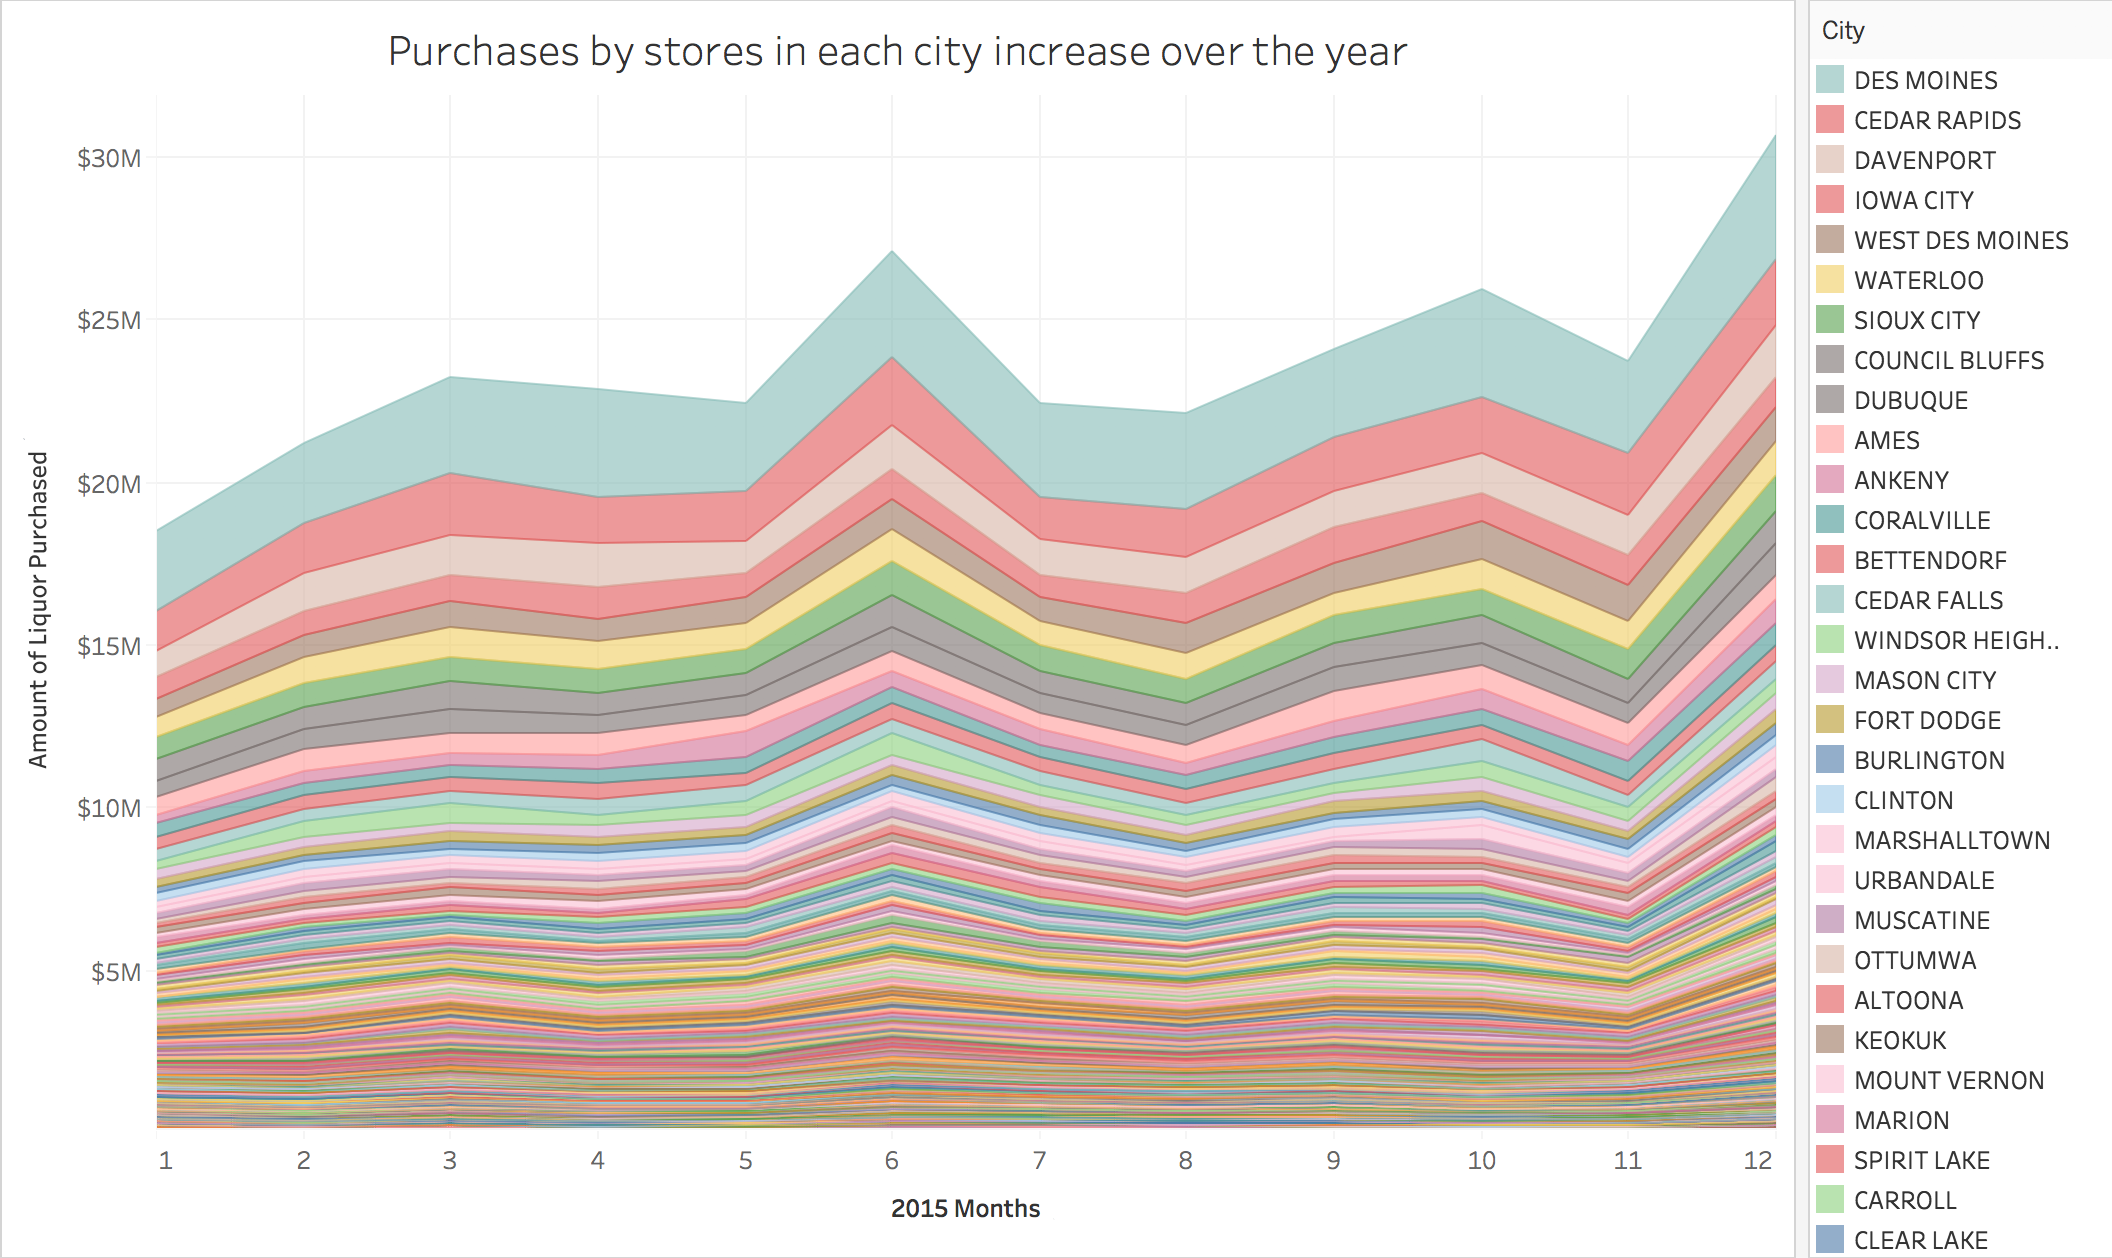 Purchases by stores in each city increase over the year
Amount of Liquor Purchased
$30M
$25M
$20M
$15M
$10M
$5M
1 2 3 4 5 6 7 8 9 10 11 12
2015 Months
City
DES MOINES
CEDAR RAPIDS
DAVENPORT
IOWA CITY
WEST DES MOINES
WATERLOO
SIOUX CITY
COUNCIL BLUFFS
DUBUQUE
AMES
ANKENY
CORALVILLE
BETTENDORF
CEDAR FALLS
WINDSOR HEIGH..
MASON CITY
FORT DODGE
BURLINGTON
CLINTON
MARSHALLTOWN
URBANDALE
MUSCATINE
OTTUMWA
ALTOONA
KEOKUK
MOUNT VERNON
MARION
SPIRIT LAKE
CARROLL
CLEAR LAKE